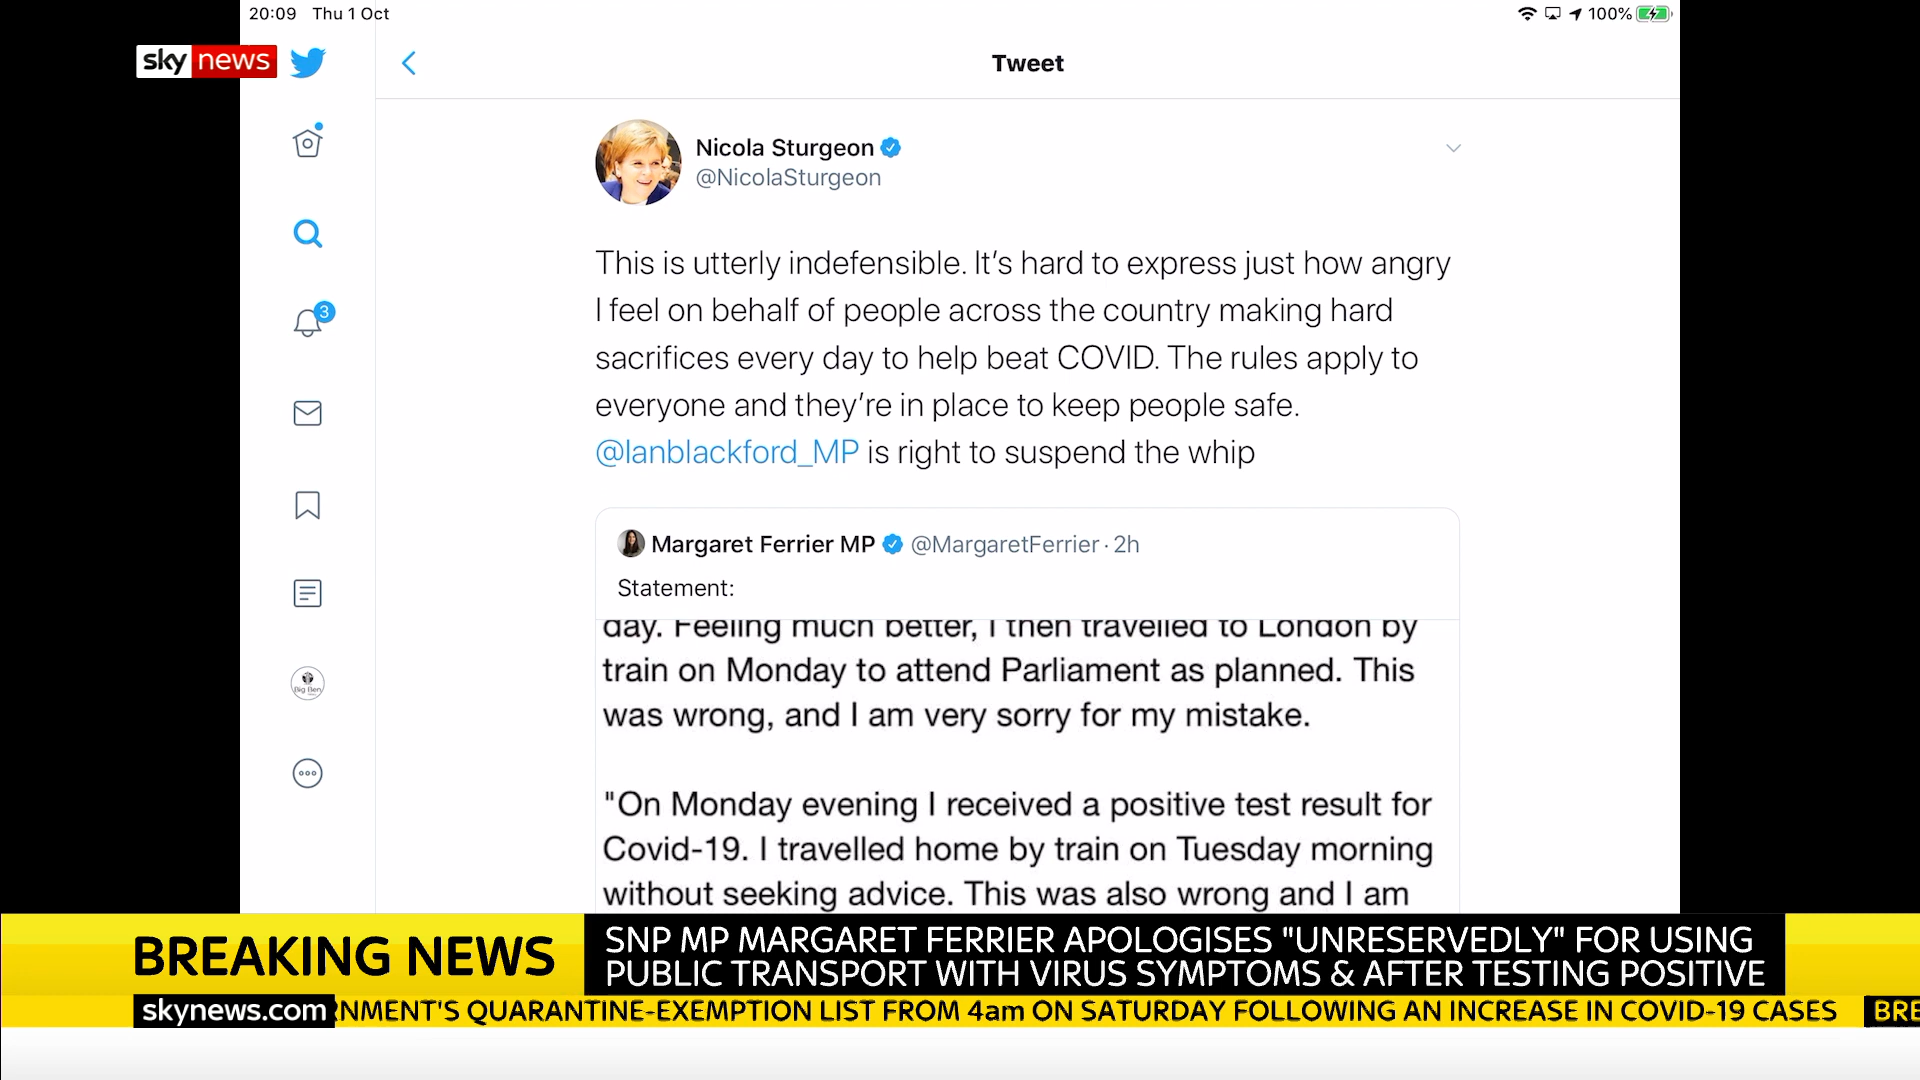 20:09 Thu 1 Oct
100%
sky news
Tweet
Nicola Sturgeon
@NicolaSturgeon
This is utterly indefensible. It’s hard to express just how angry
I feel on behalf of people across the country making hard
sacrifices every day to help beat COVID. The rules apply to
everyone and they’re in place to keep people safe.
@Ianblackford_MP is right to suspend the whip
3
Margaret Ferrier MP @MargaretFerrier · 2h
Statement:
day. Feeling much better, I then travelled to London by
train on Monday to attend Parliament as planned. This
was wrong, and I am very sorry for my mistake.
"On Monday evening I received a positive test result for
Covid-19. I travelled home by train on Tuesday morning
without seeking advice. This was also wrong and I am
Big Ben
BREAKING NEWS
SNP MP MARGARET FERRIER APOLOGISES "UNRESERVEDLY" FOR USING
PUBLIC TRANSPORT WITH VIRUS SYMPTOMS & AFTER TESTING POSITIVE
skynews.com
RNMENT'S QUARANTINE-EXEMPTION LIST FROM 4am ON SATURDAY FOLLOWING AN INCREASE IN COVID-19 CASES
BRE